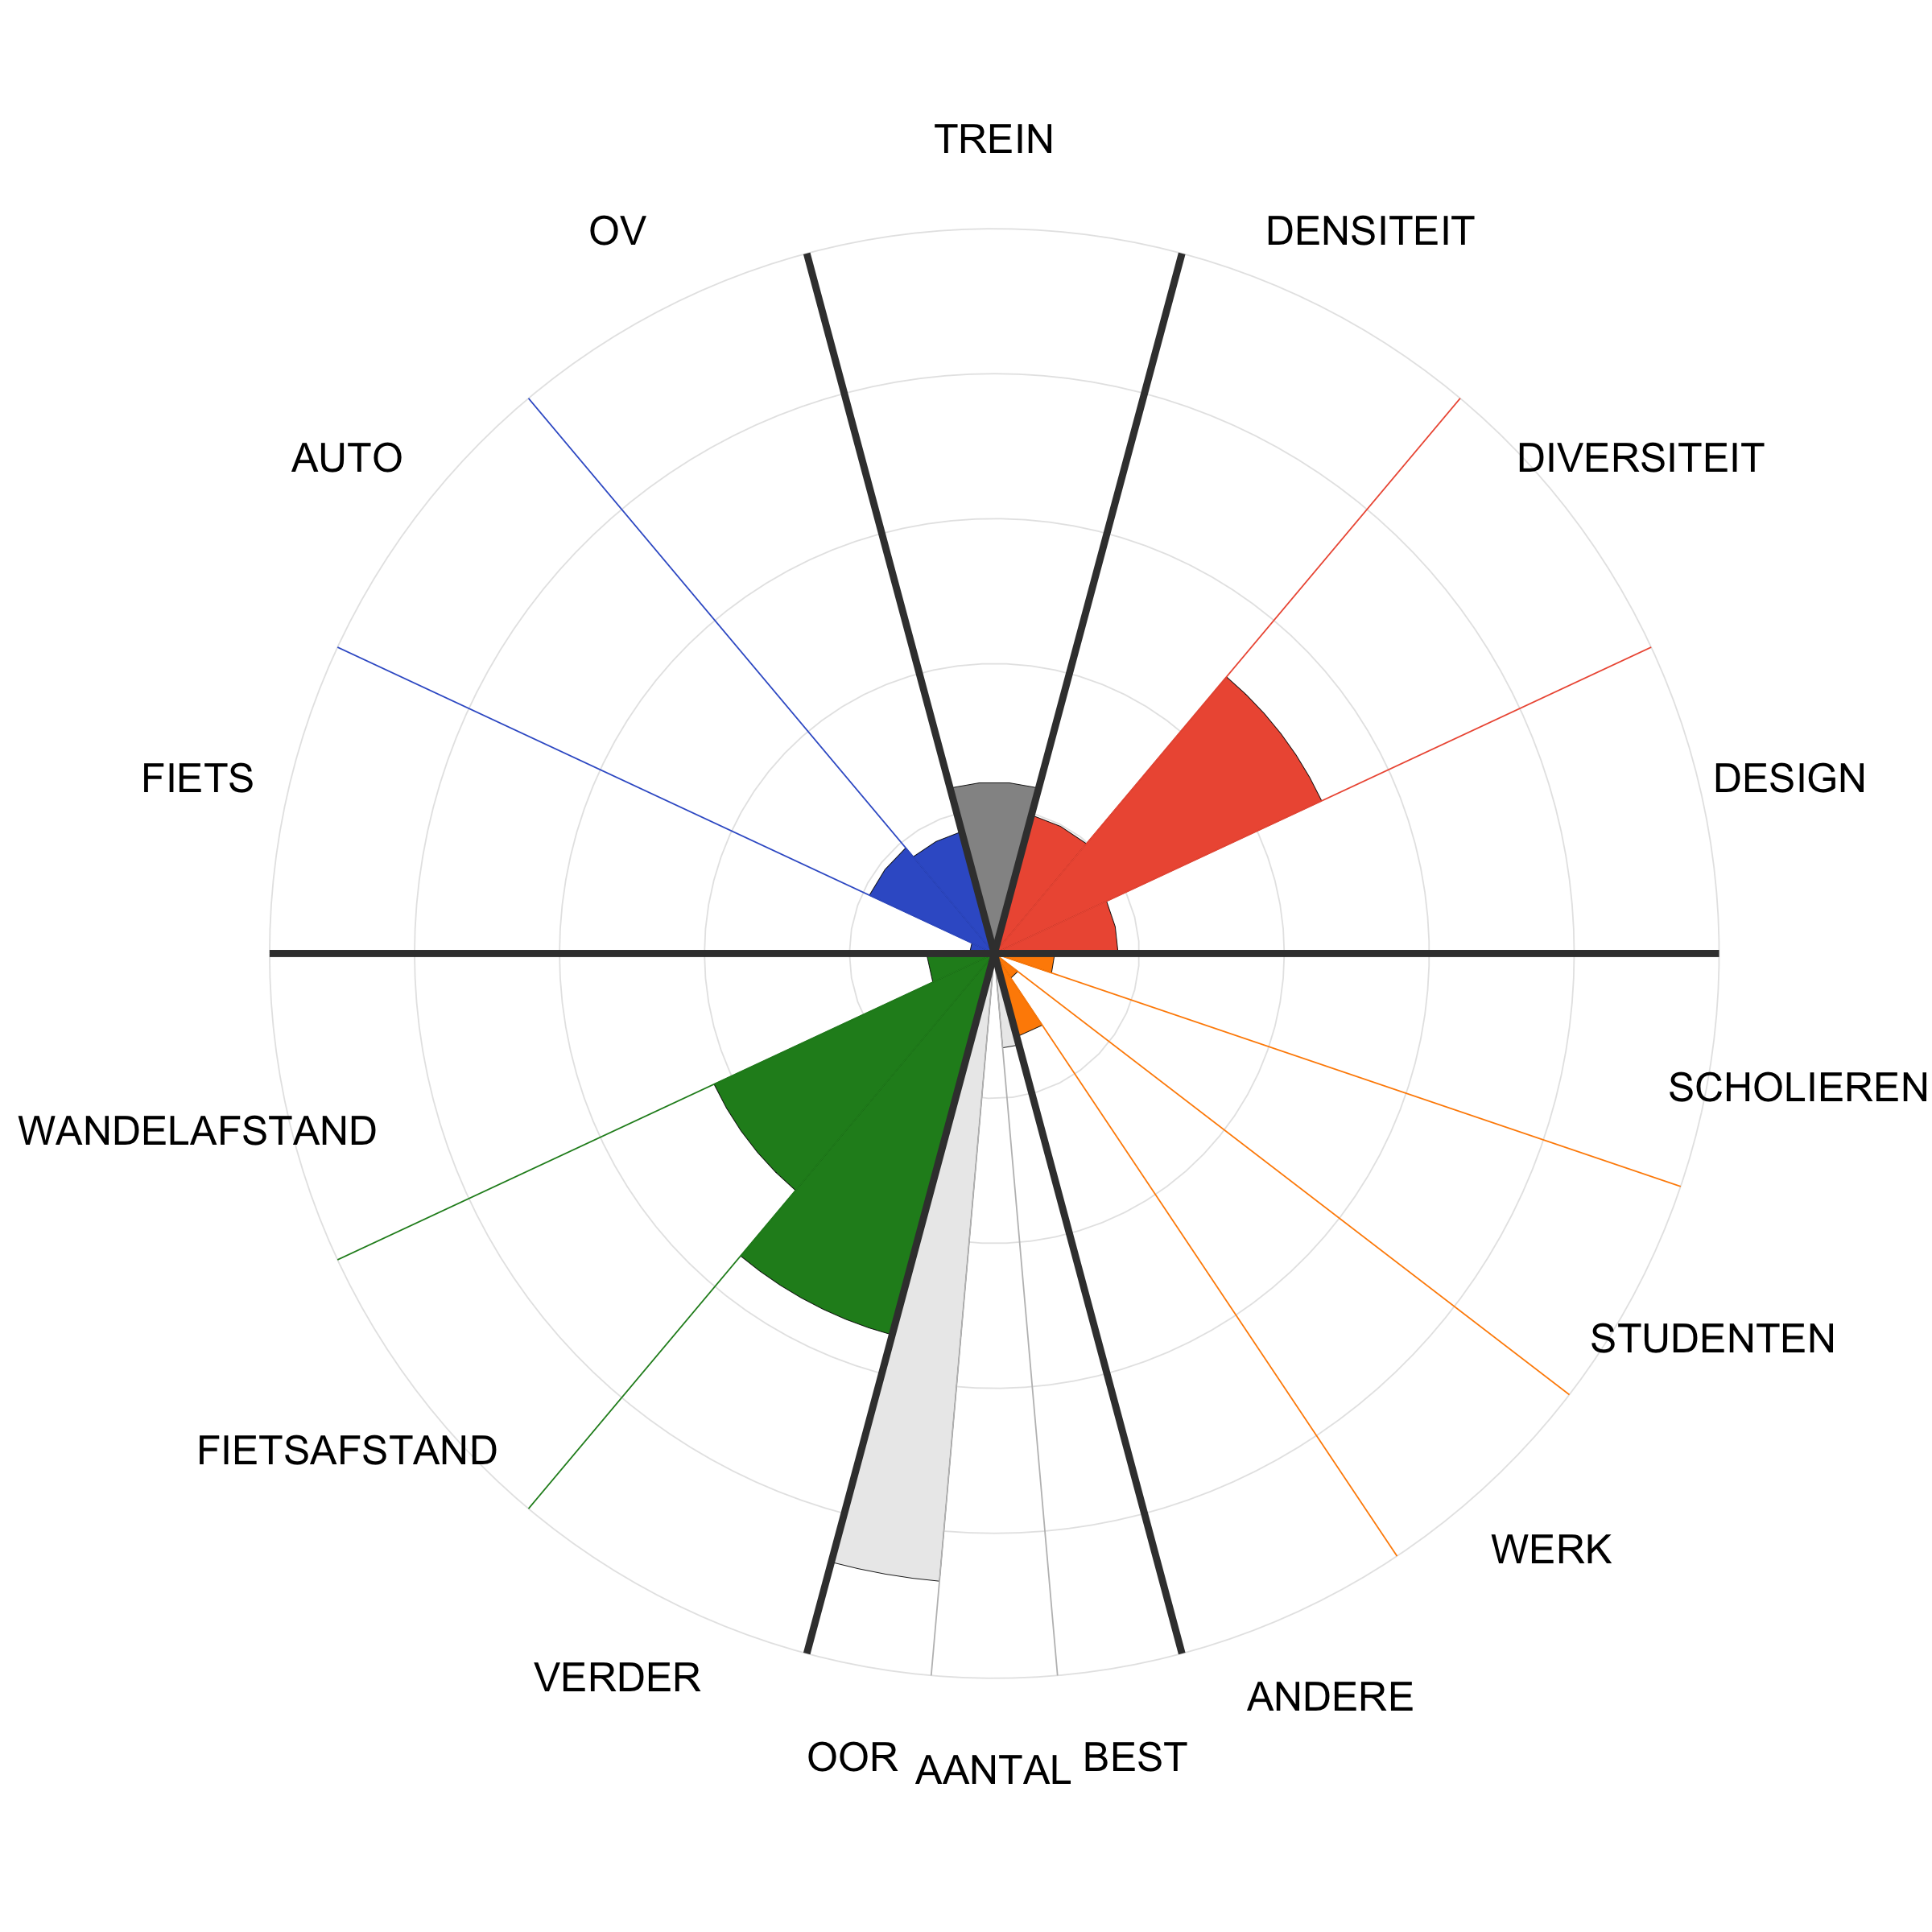 TREIN
OV
DENSITEIT
AUTO
DIVERSITEIT
FIETS
DESIGN
SCHOLIEREN
WANDELAFSTAND
STUDENTEN
FIETSAFSTAND
WERK
VERDER
ANDERE
OOR
AANTAL
BEST